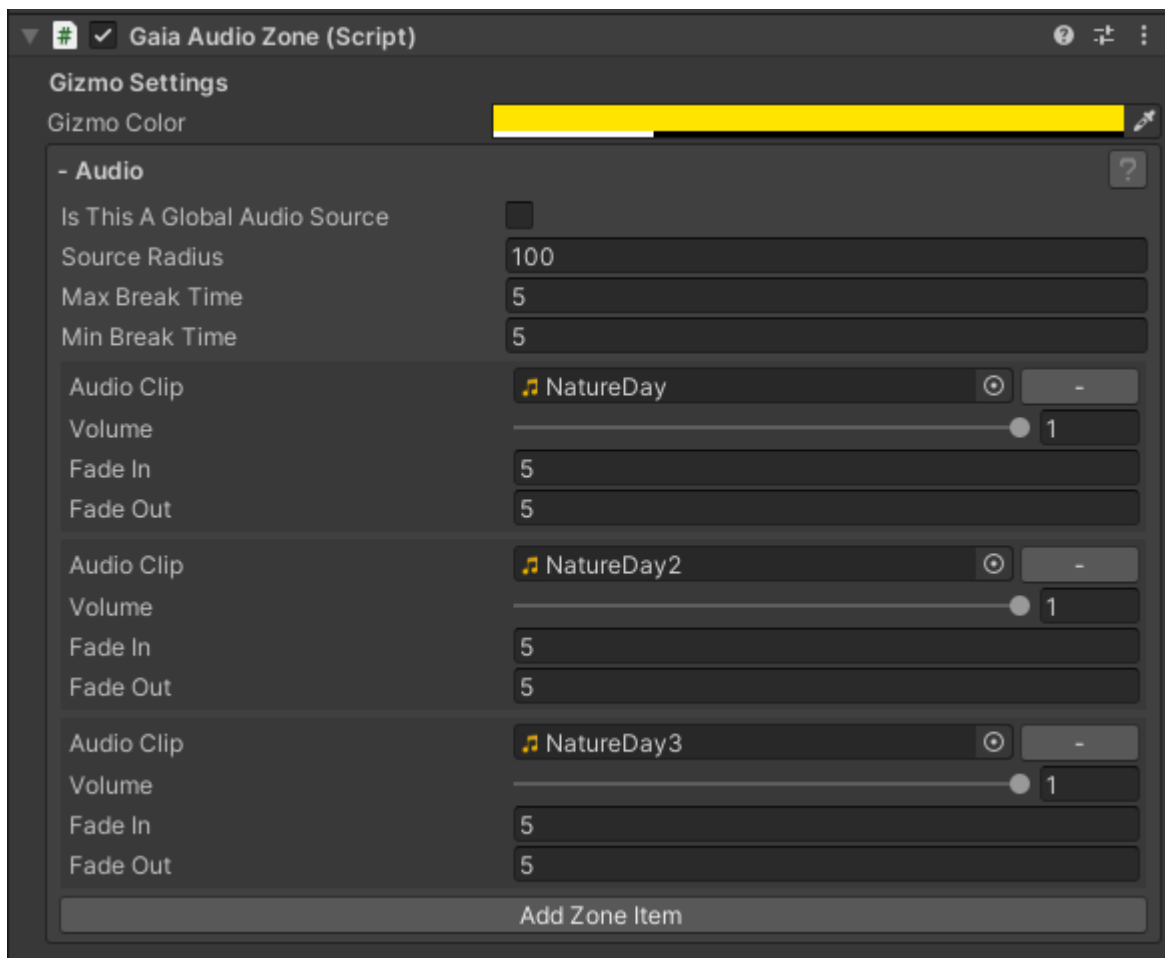 # Gaia Audio Zone (Script) ?
Gizmo Settings
Gizmo Color
- Audio ?
Is This A Global Audio Source
Source Radius 100
Max Break Time 5
Min Break Time 5
Audio Clip NatureDay -
Volume 1
Fade In 5
Fade Out 5
Audio Clip NatureDay2 -
Volume 1
Fade In 5
Fade Out 5
Audio Clip NatureDay3 -
Volume 1
Fade In 5
Fade Out 5
Add Zone Item